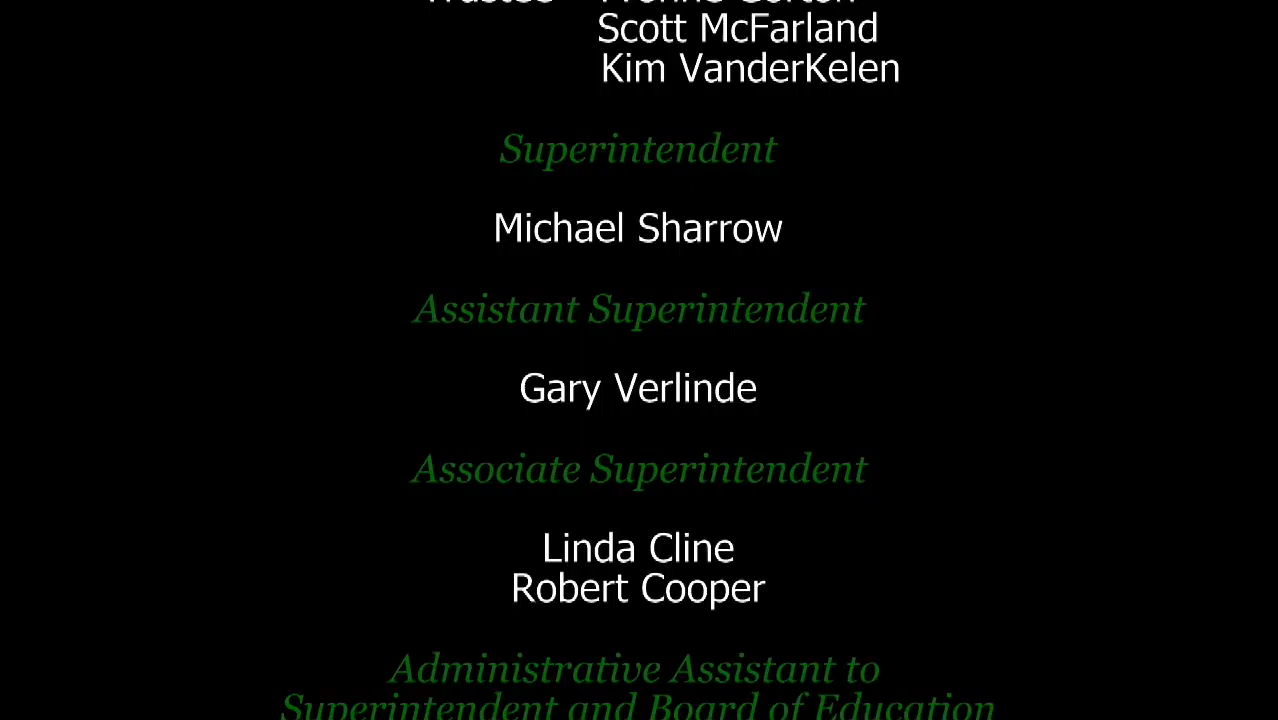 Scott McFarland
Kim VanderKelen
Superintendent
Michael Sharrow
Assistant Superintendent
Gary Verlinde
Associate Superintendent
Linda Cline
Robert Cooper
Administrative Assistant to
Superintendent and Board of Education